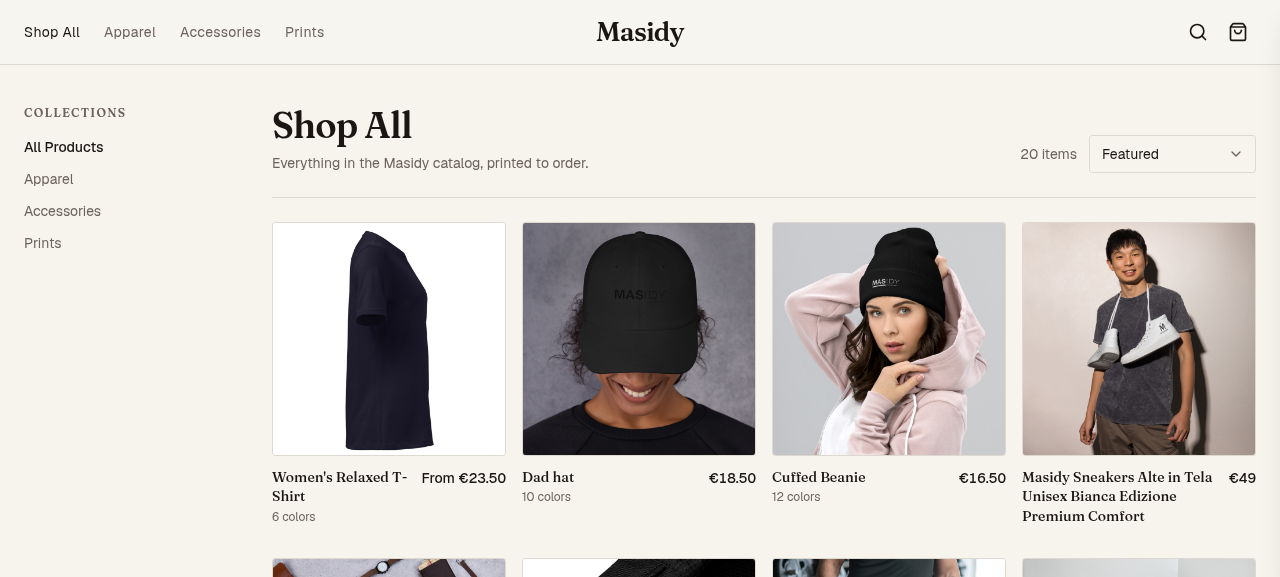 Shop All Apparel Accessories Prints Masidy
COLLECTIONS
All Products
Apparel
Accessories
Prints
Shop All
Everything in the Masidy catalog, printed to order.
20 items Featured
MASIDY
MASIDY
M
Women's Relaxed T-Shirt From €23.50
6 colors
Dad hat €18.50
10 colors
Cuffed Beanie €16.50
12 colors
Masidy Sneakers Alte in Tela €49
Unisex Bianca Edizione
Premium Comfort